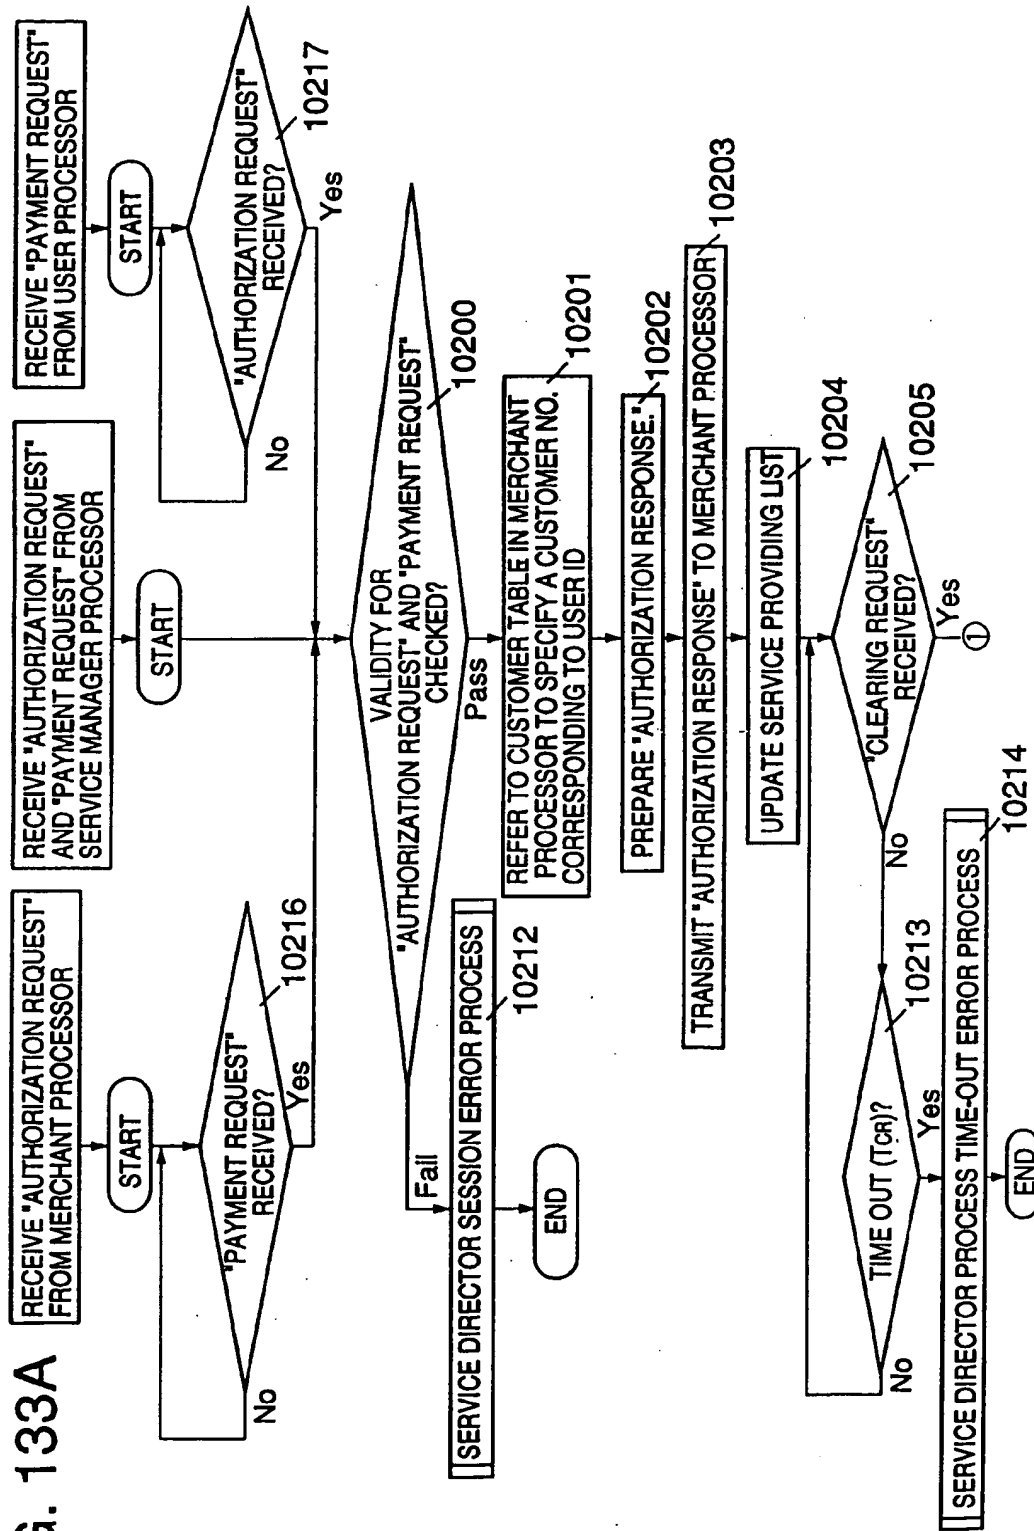 G. 133A
RECEIVE "AUTHORIZATION REQUEST"
FROM MERCHANT PROCESSOR
START
"PAYMENT REQUEST"
RECEIVED?
10216
No
Yes
RECEIVE "AUTHORIZATION REQUEST
AND "PAYMENT REQUEST" FROM
SERVICE MANAGER PROCESSOR
START
RECEIVE "PAYMENT REQUEST"
FROM USER PROCESSOR
START
"AUTHORIZATION REQUEST"
RECEIVED?
10217
No
Yes
VALIDITY FOR
"AUTHORIZATION REQUEST" AND "PAYMENT REQUEST"
CHECKED?
10200
Fail
Pass
SERVICE DIRECTOR SESSION ERROR PROCESS
10212
END
REFER TO CUSTOMER TABLE IN MERCHANT
PROCESSOR TO SPECIFY A CUSTOMER NO.
CORRESPONDING TO USER ID
10201
PREPARE "AUTHORIZATION RESPONSE."
10202
TRANSMIT "AUTHORIZATION RESPONSE" TO MERCHANT PROCESSOR
10203
UPDATE SERVICE PROVIDING LIST
10204
"CLEARING REQUEST"
RECEIVED?
10205
No
Yes
①
TIME OUT (TCR)?
10213
No
Yes
SERVICE DIRECTOR PROCESS TIME-OUT ERROR PROCESS
10214
END